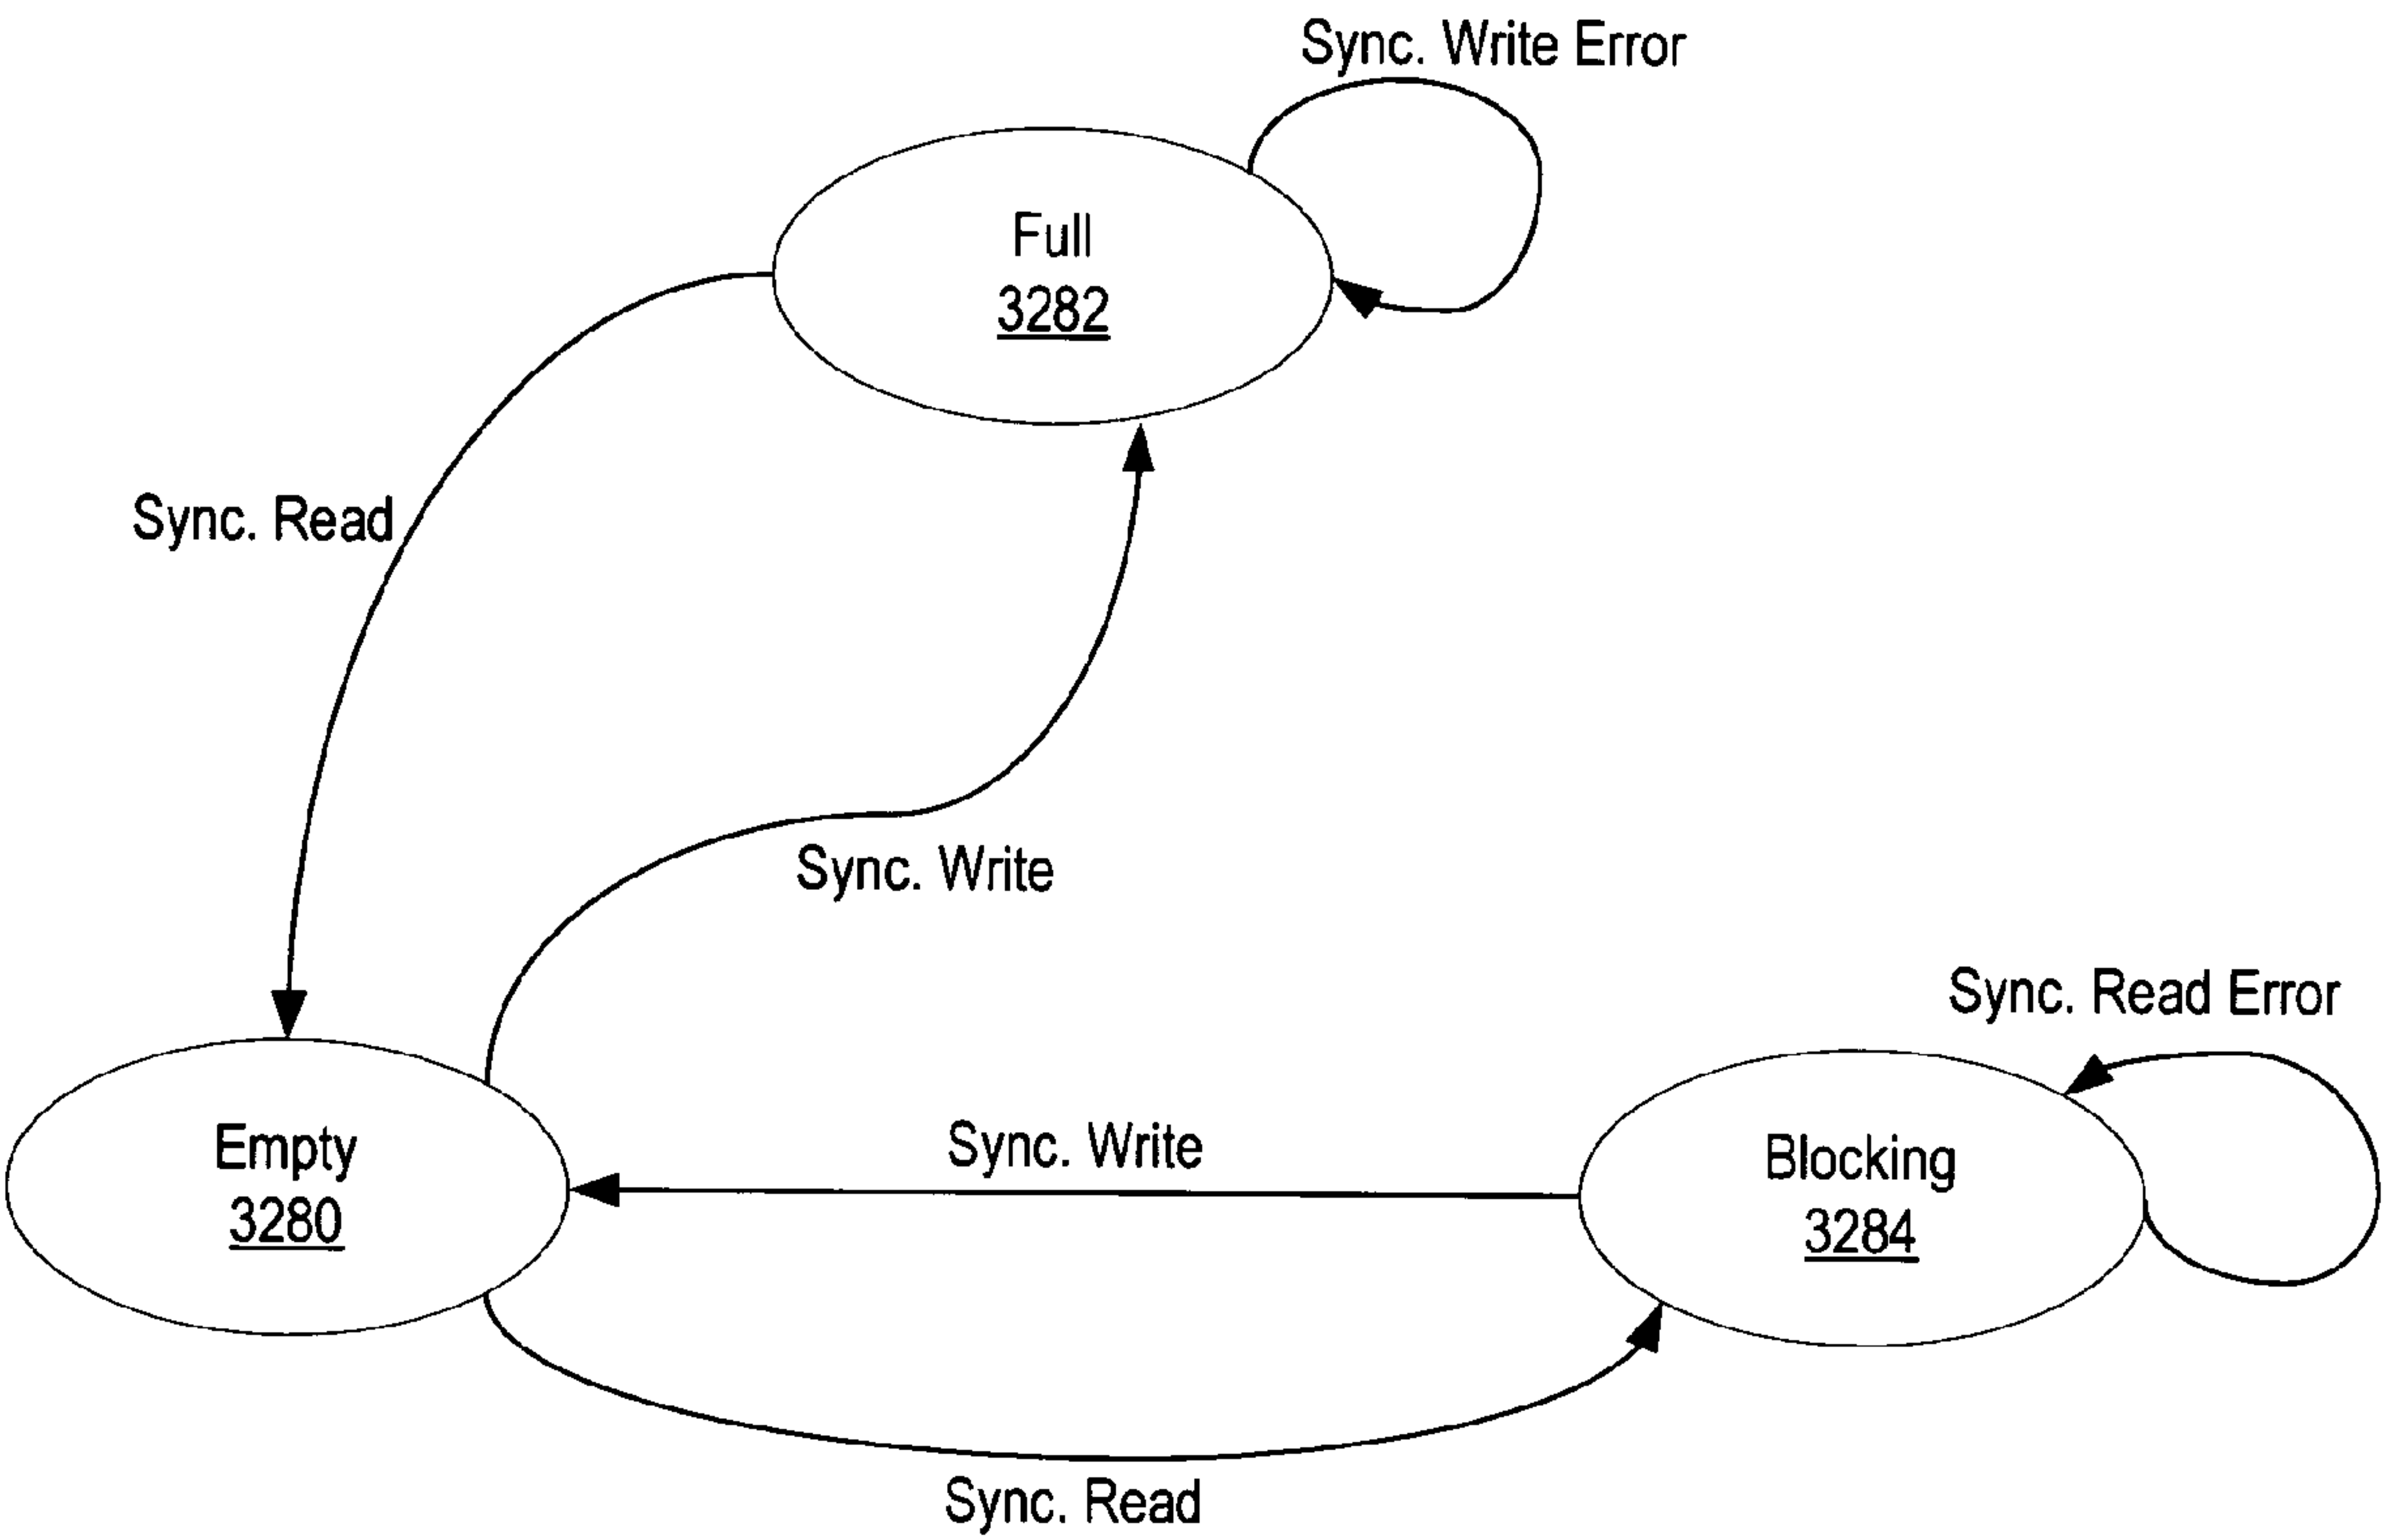 Sync. Write Error
Full
3282
Sync. Read
Sync. Write
Sync. Read Error
Empty
3280
Sync. Write
Blocking
3284
Sync. Read